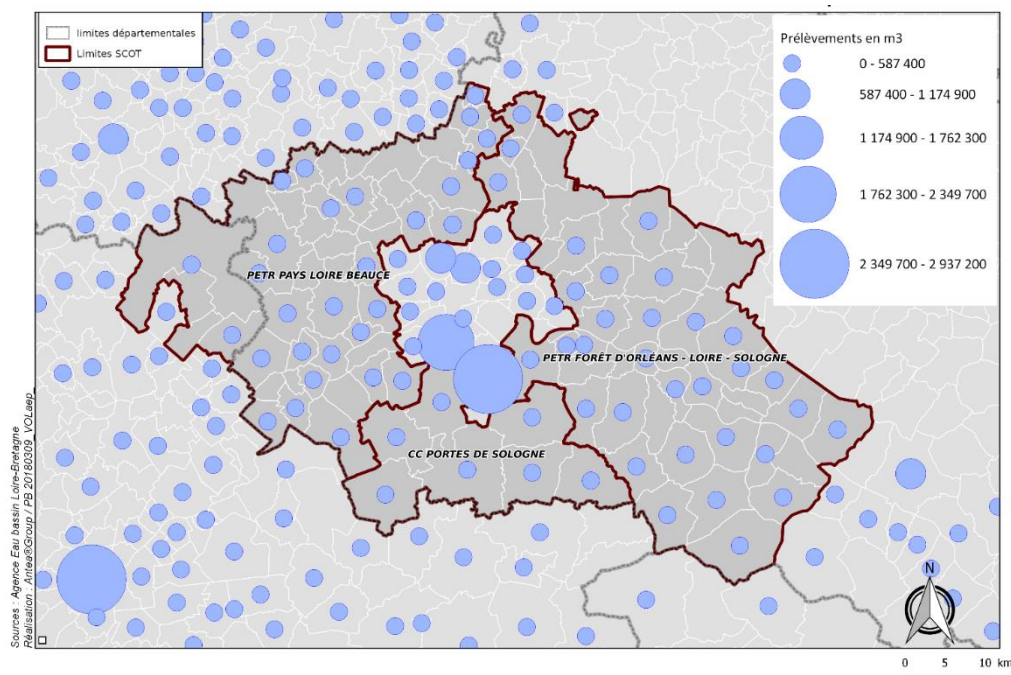 limites départementales
Limites SCOT
Prélèvements en m3
0 - 587 400
587 400 - 1 174 900
1 174 900 - 1 762 300
1 762 300 - 2 349 700
2 349 700 - 2 937 200
PETR PAYS LOIRE BEAUCE
PETR FORÊT D'ORLÉANS - LOIRE - SOLOGNE
CC PORTES DE SOLOGNE
Sources : Agence Eau bassin Loire-Bretagne
Réalisation : Antea®Group / PB 20180309_VOLaep
N
0 5 10 km